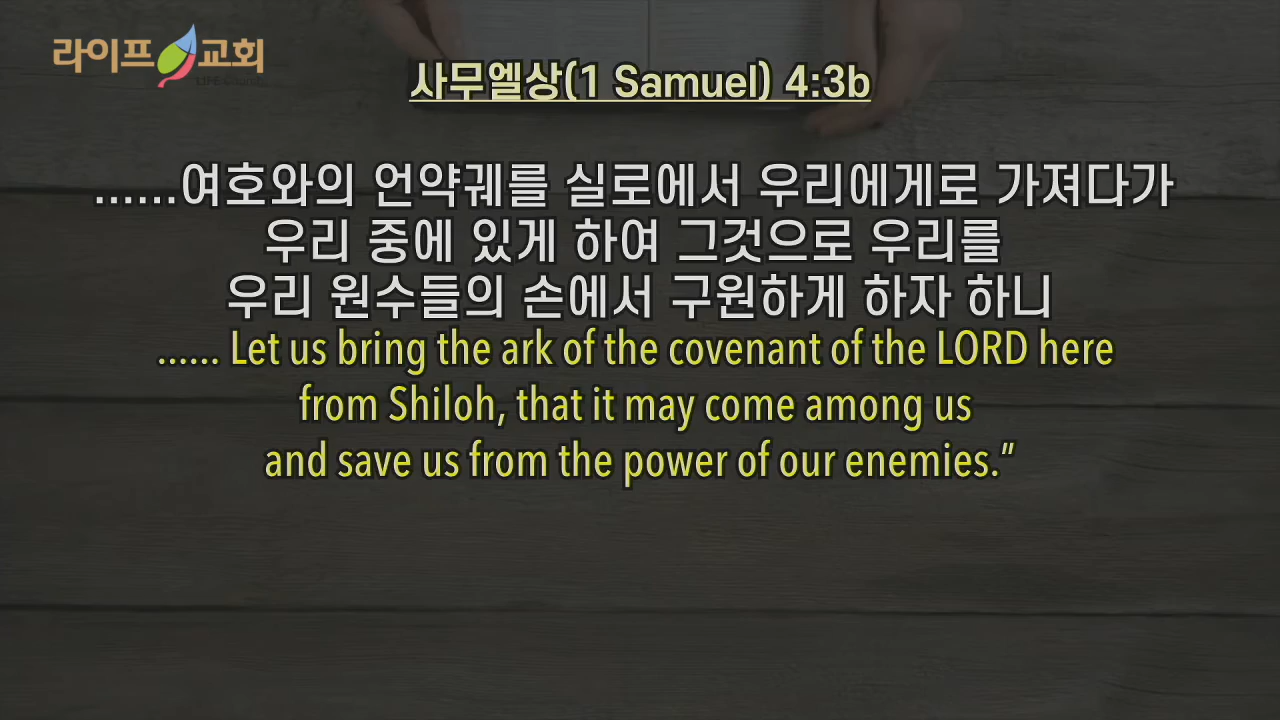 라이프 교회
LIFE Church
사무엘상(1 Samuel) 4:3b
......여호와의 언약궤를 실로에서 우리에게로 가져다가
우리 중에 있게 하여 그것으로 우리를
우리 원수들의 손에서 구원하게 하자 하니
...... Let us bring the ark of the covenant of the LORD here
from Shiloh, that it may come among us
and save us from the power of our enemies.”